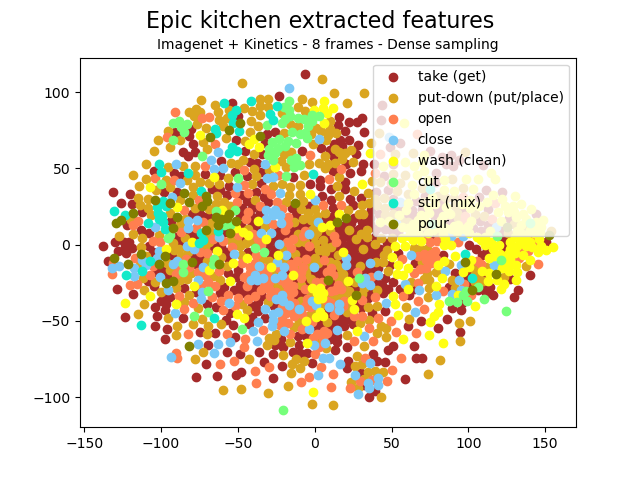 Epic kitchen extracted features
Imagenet + Kinetics - 8 frames - Dense sampling
take (get)
put-down (put/place)
open
close
wash (clean)
cut
stir (mix)
pour
100
50
0
−50
−100
−150
−100
−50
0
50
100
150